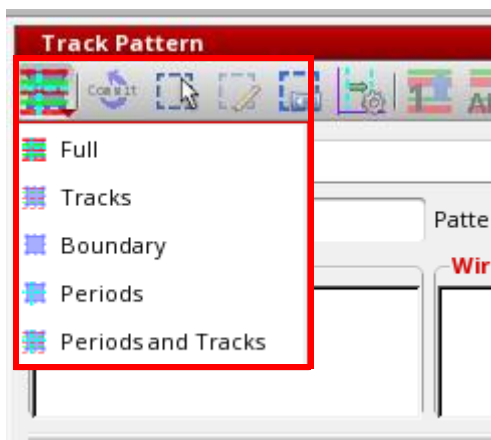 Track Pattern
Commit
Full
Tracks
Boundary
Periods
Periods and Tracks
Patte
Wir